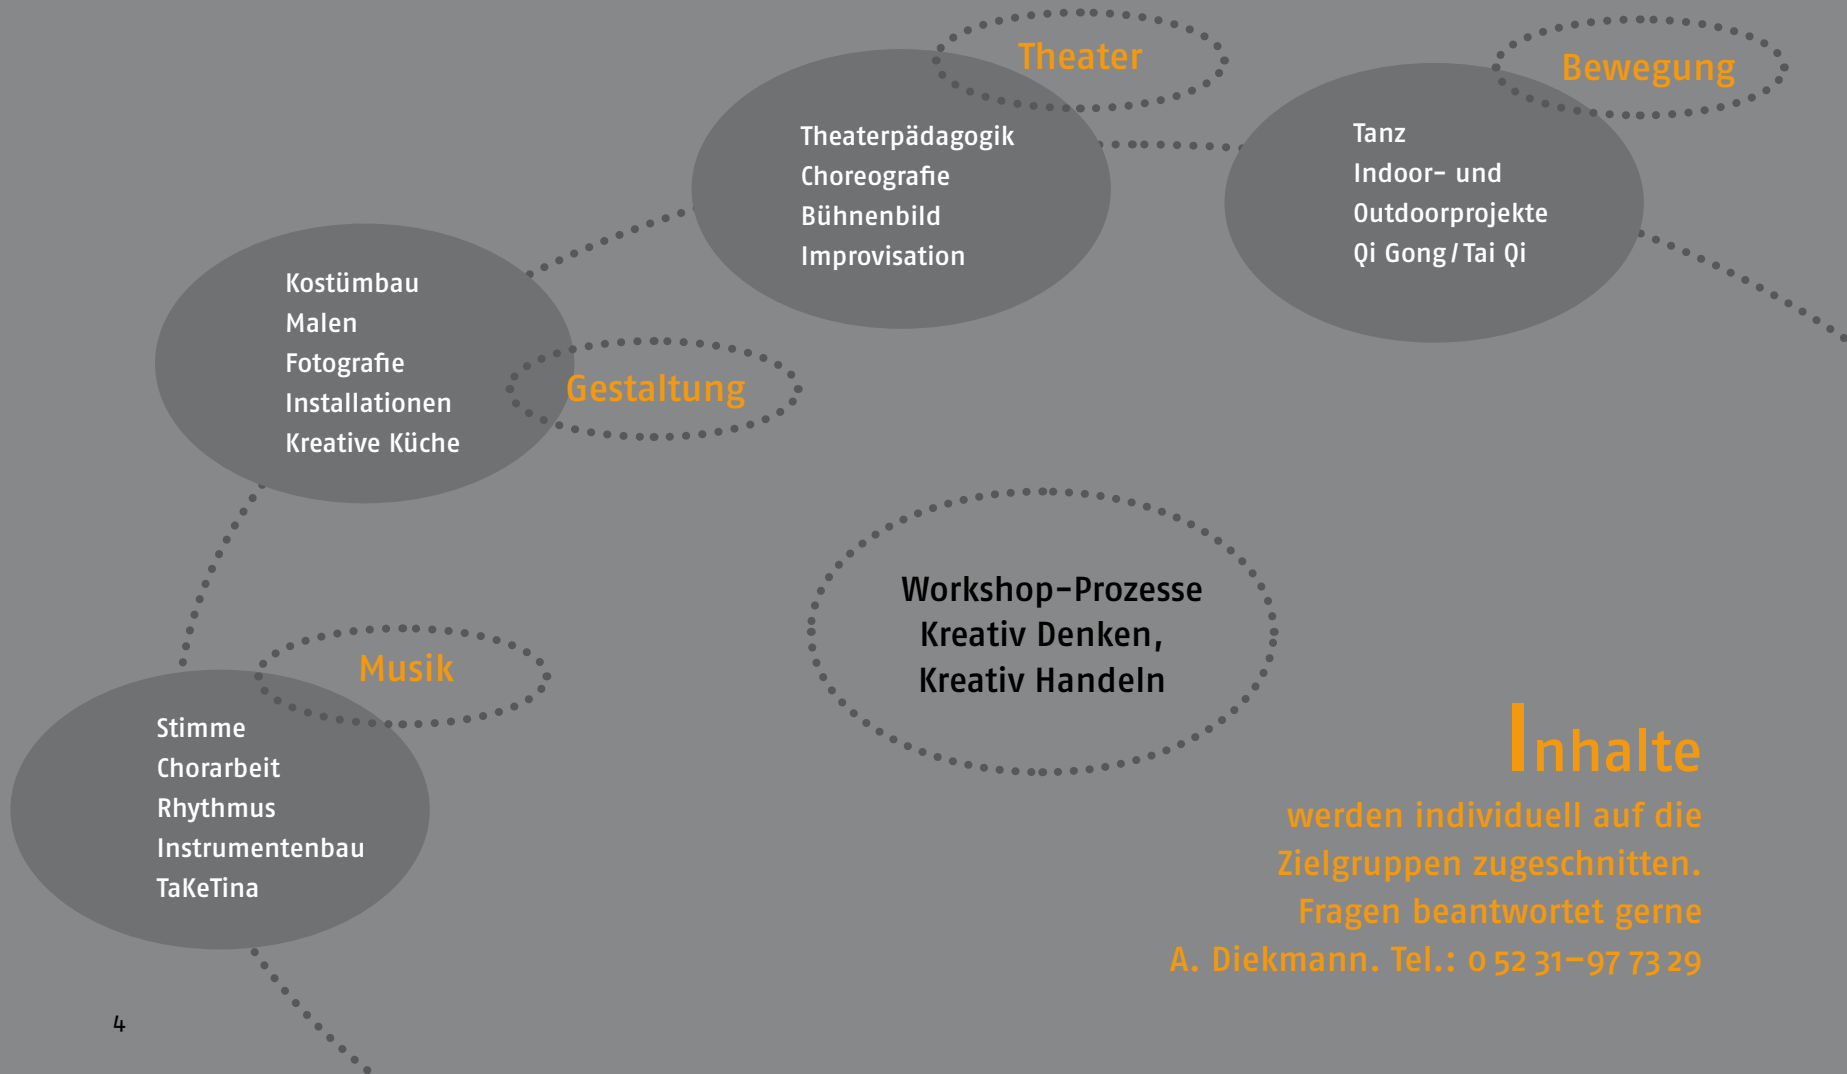 Theater
Theaterpädagogik
Choreografie
Bühnenbild
Improvisation
Bewegung
Tanz
Indoor- und
Outdoorprojekte
Qi Gong / Tai Qi
Gestaltung
Kostümbau
Malen
Fotografie
Installationen
Kreative Küche
Musik
Stimme
Chorarbeit
Rhythmus
Instrumentenbau
TaKeTina
Workshop-Prozesse
Kreativ Denken,
Kreativ Handeln
Inhalte
werden individuell auf die
Zielgruppen zugeschnitten.
Fragen beantwortet gerne
A. Diekmann. Tel.: 0 52 31–97 73 29
4